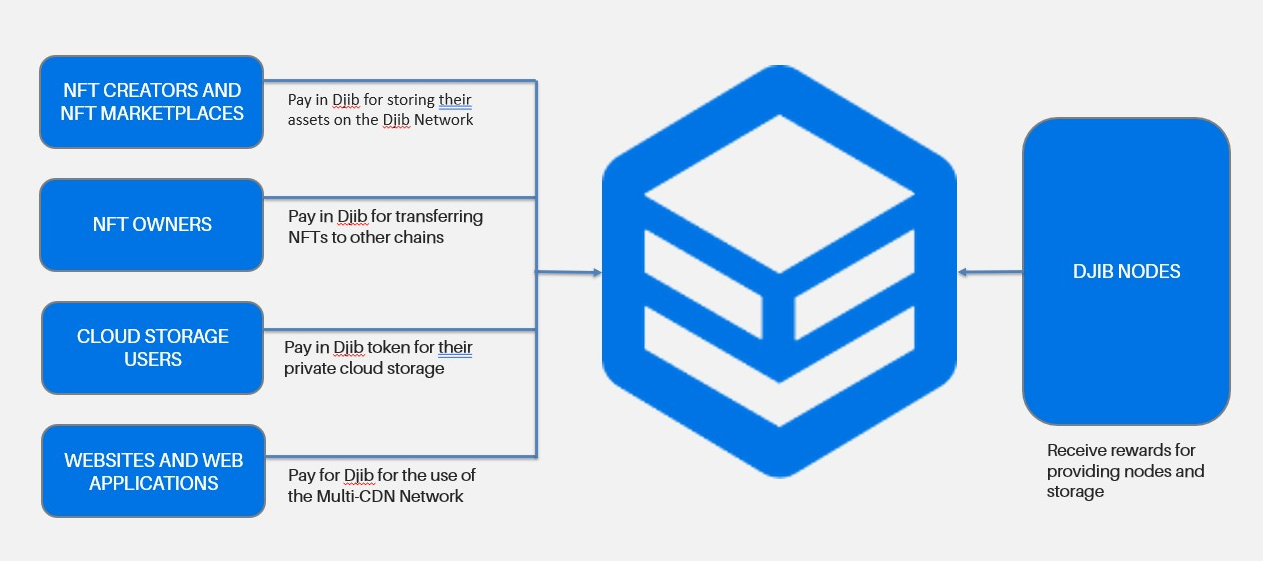 NFT CREATORS AND
NFT MARKETPLACES
Pay in Djib for storing their
assets on the Djib Network
NFT OWNERS
Pay in Djib for transferring
NFTs to other chains
CLOUD STORAGE
USERS
Pay in Djib token for their
private cloud storage
WEBSITES AND WEB
APPLICATIONS
Pay for Djib for the use of
the Multi-CDN Network
DJIB NODES
Receive rewards for
providing nodes and
storage